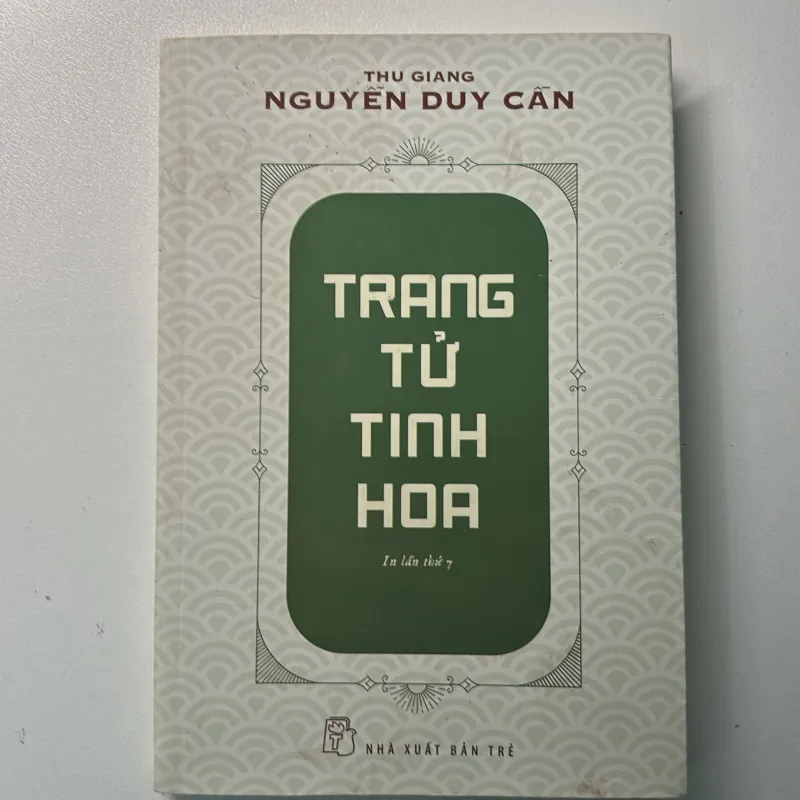 THU GIANG
NGUYỄN DUY CẦN
TRANG
TỬ
TINH
HOA
In lần thứ 7
NHÀ XUẤT BẢN TRẺ